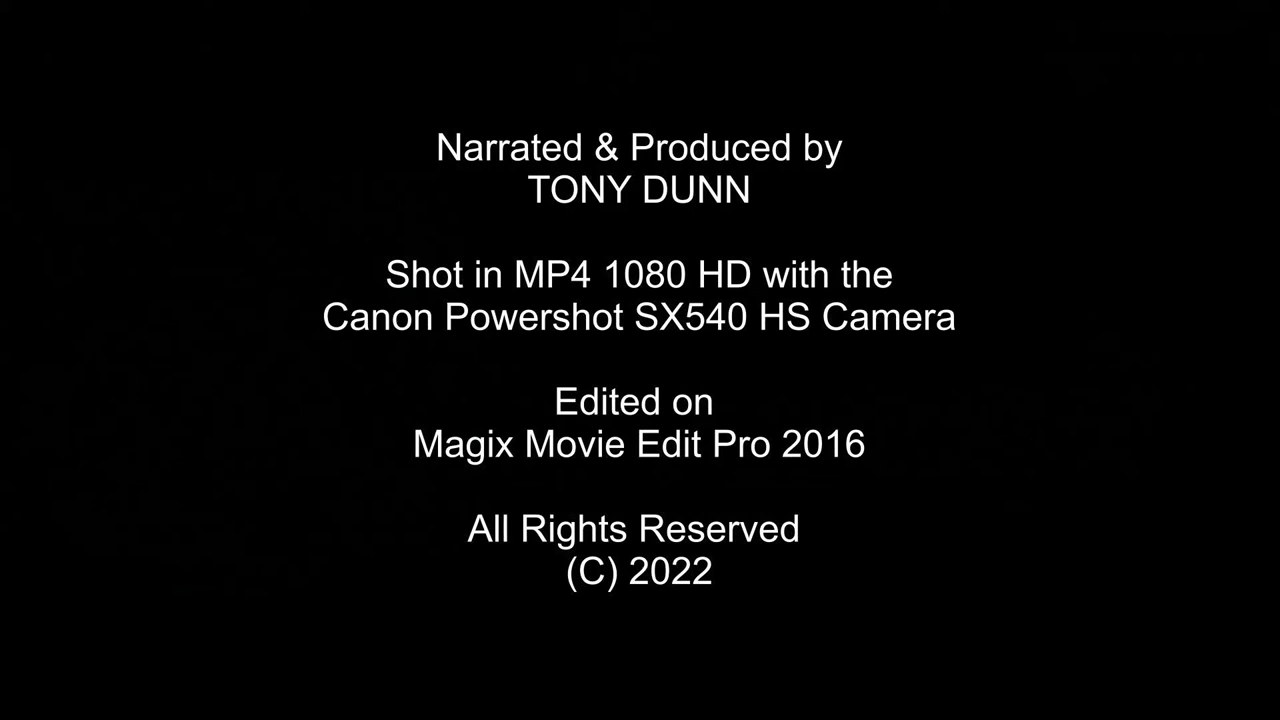 Narrated & Produced by
TONY DUNN
Shot in MP4 1080 HD with the
Canon Powershot SX540 HS Camera
Edited on
Magix Movie Edit Pro 2016
All Rights Reserved
(C) 2022